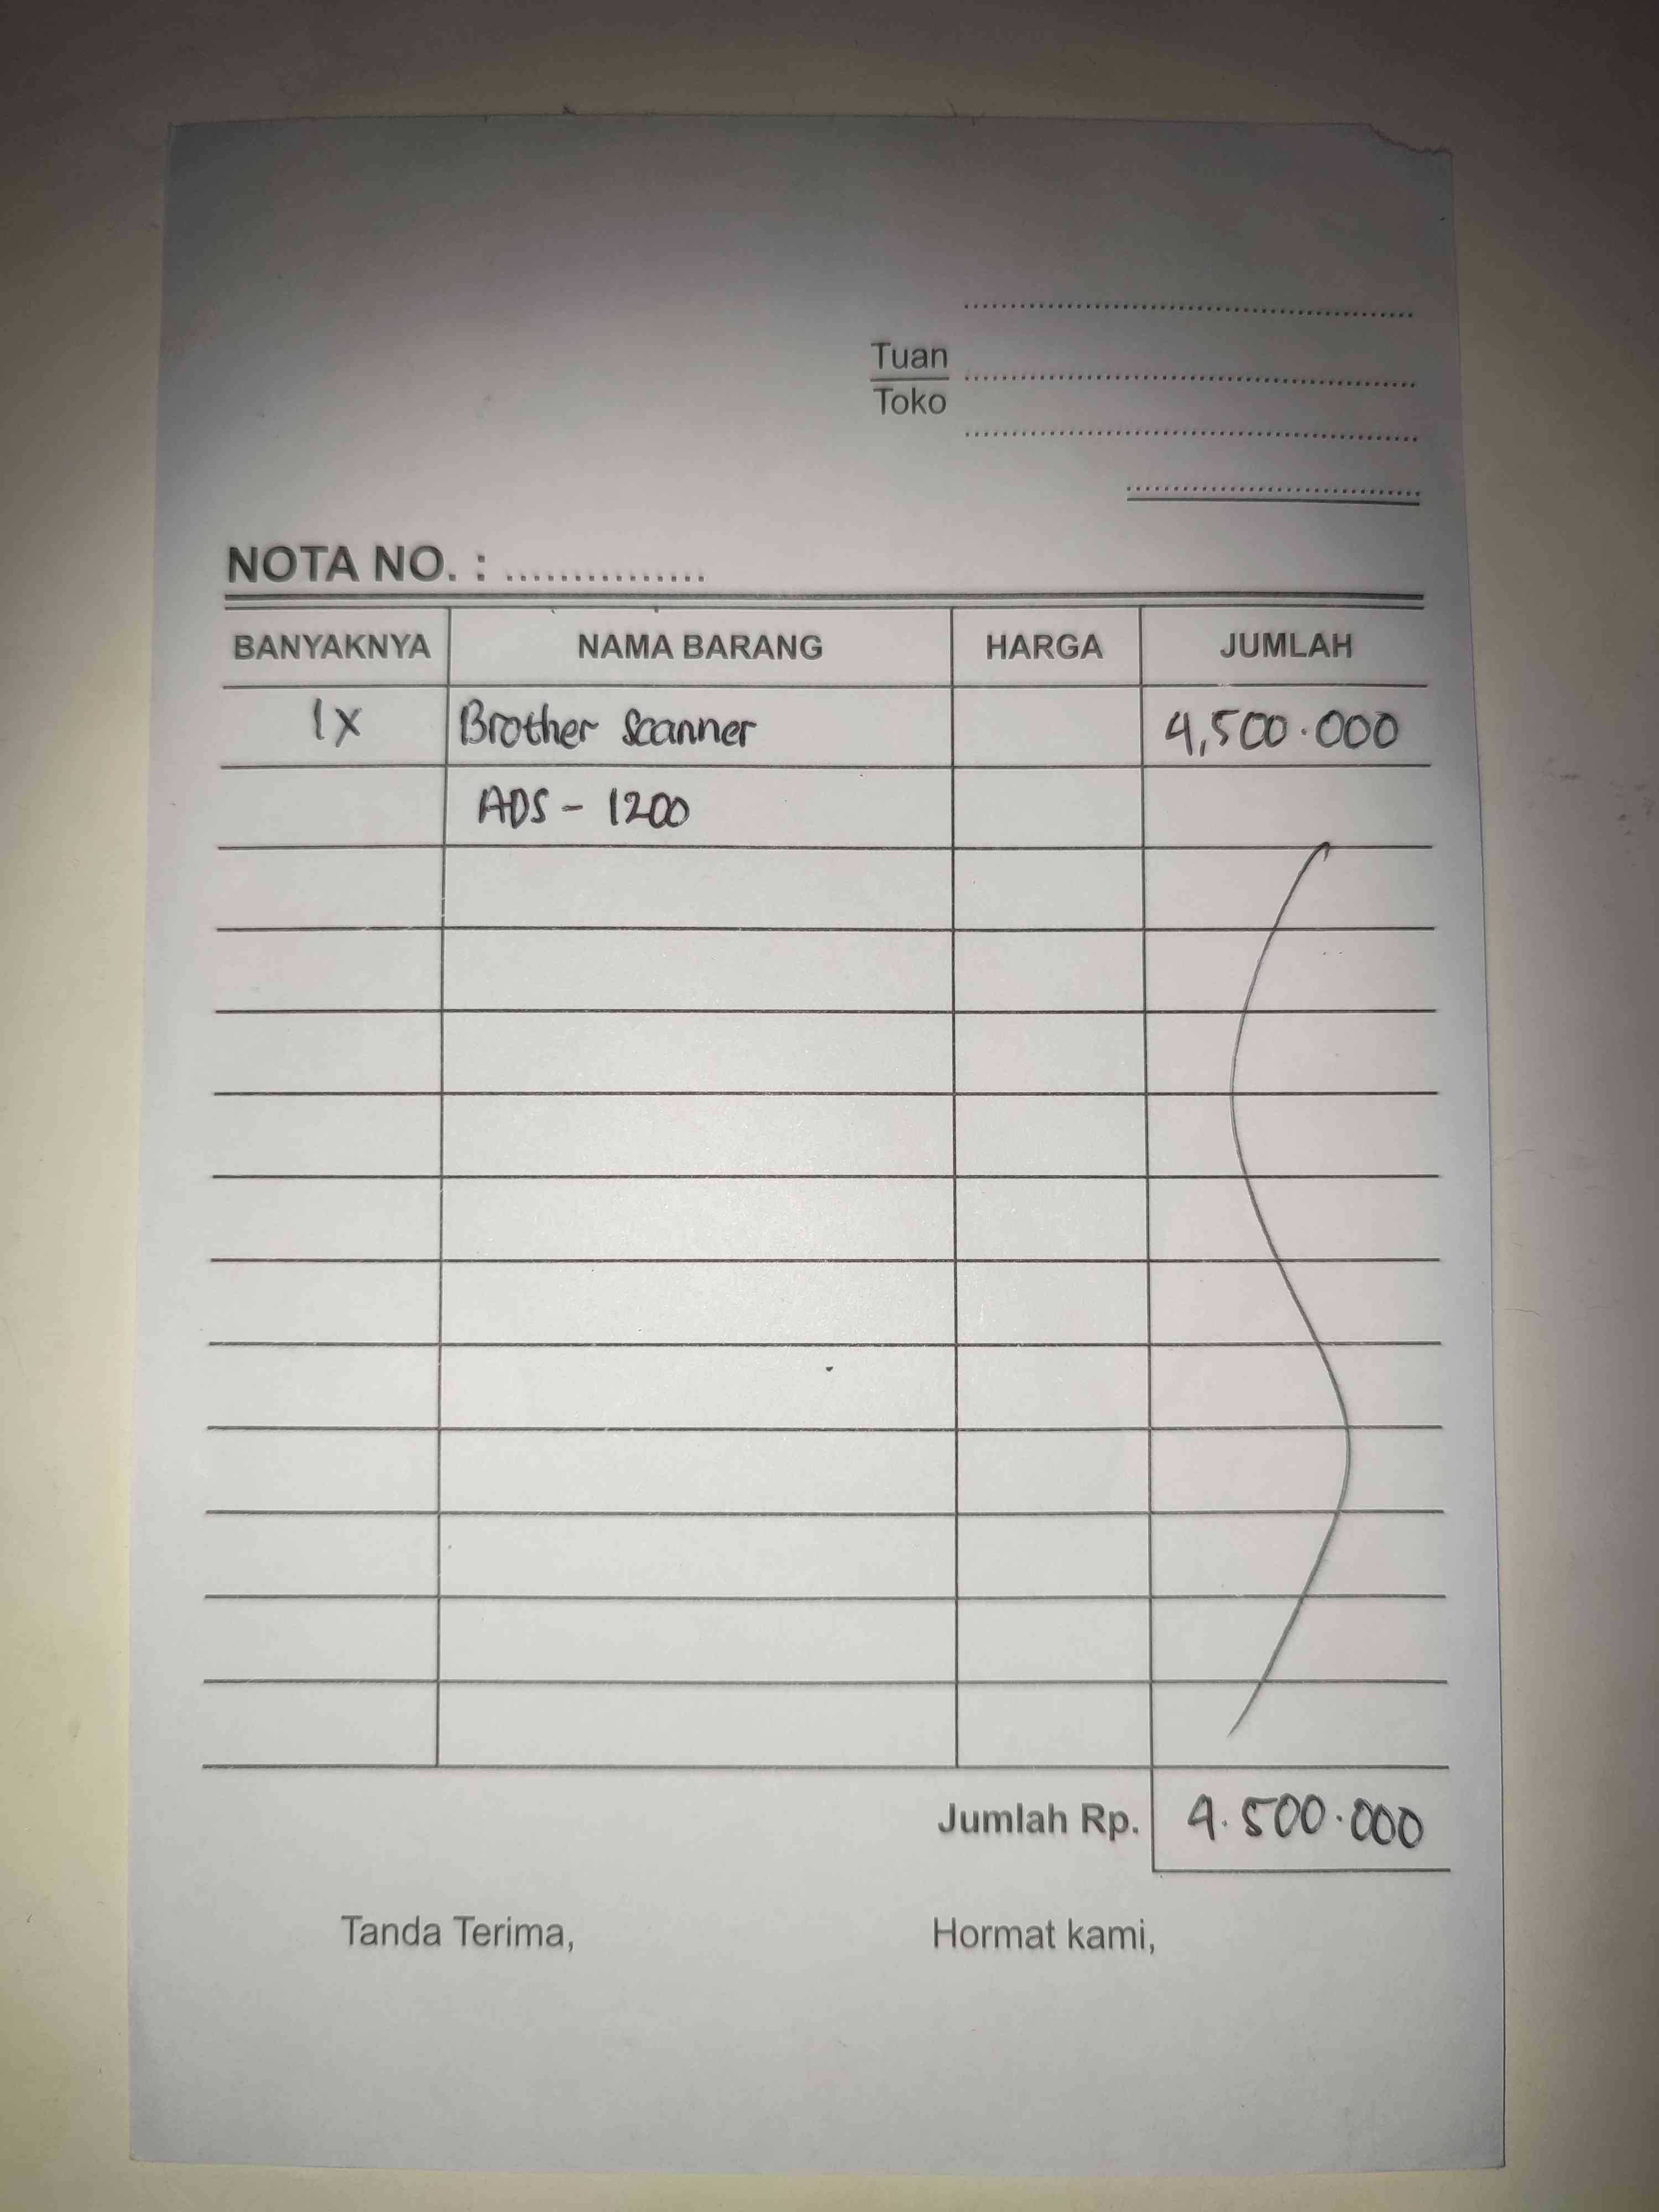 Tuan
Toko
NOTA NO. : ...............
BANYAKNYA NAMA BARANG HARGA JUMLAH
1x Brother Scanner 4,500.000
ADS - 1200
Jumlah Rp. 4.500.000
Tanda Terima, Hormat kami,